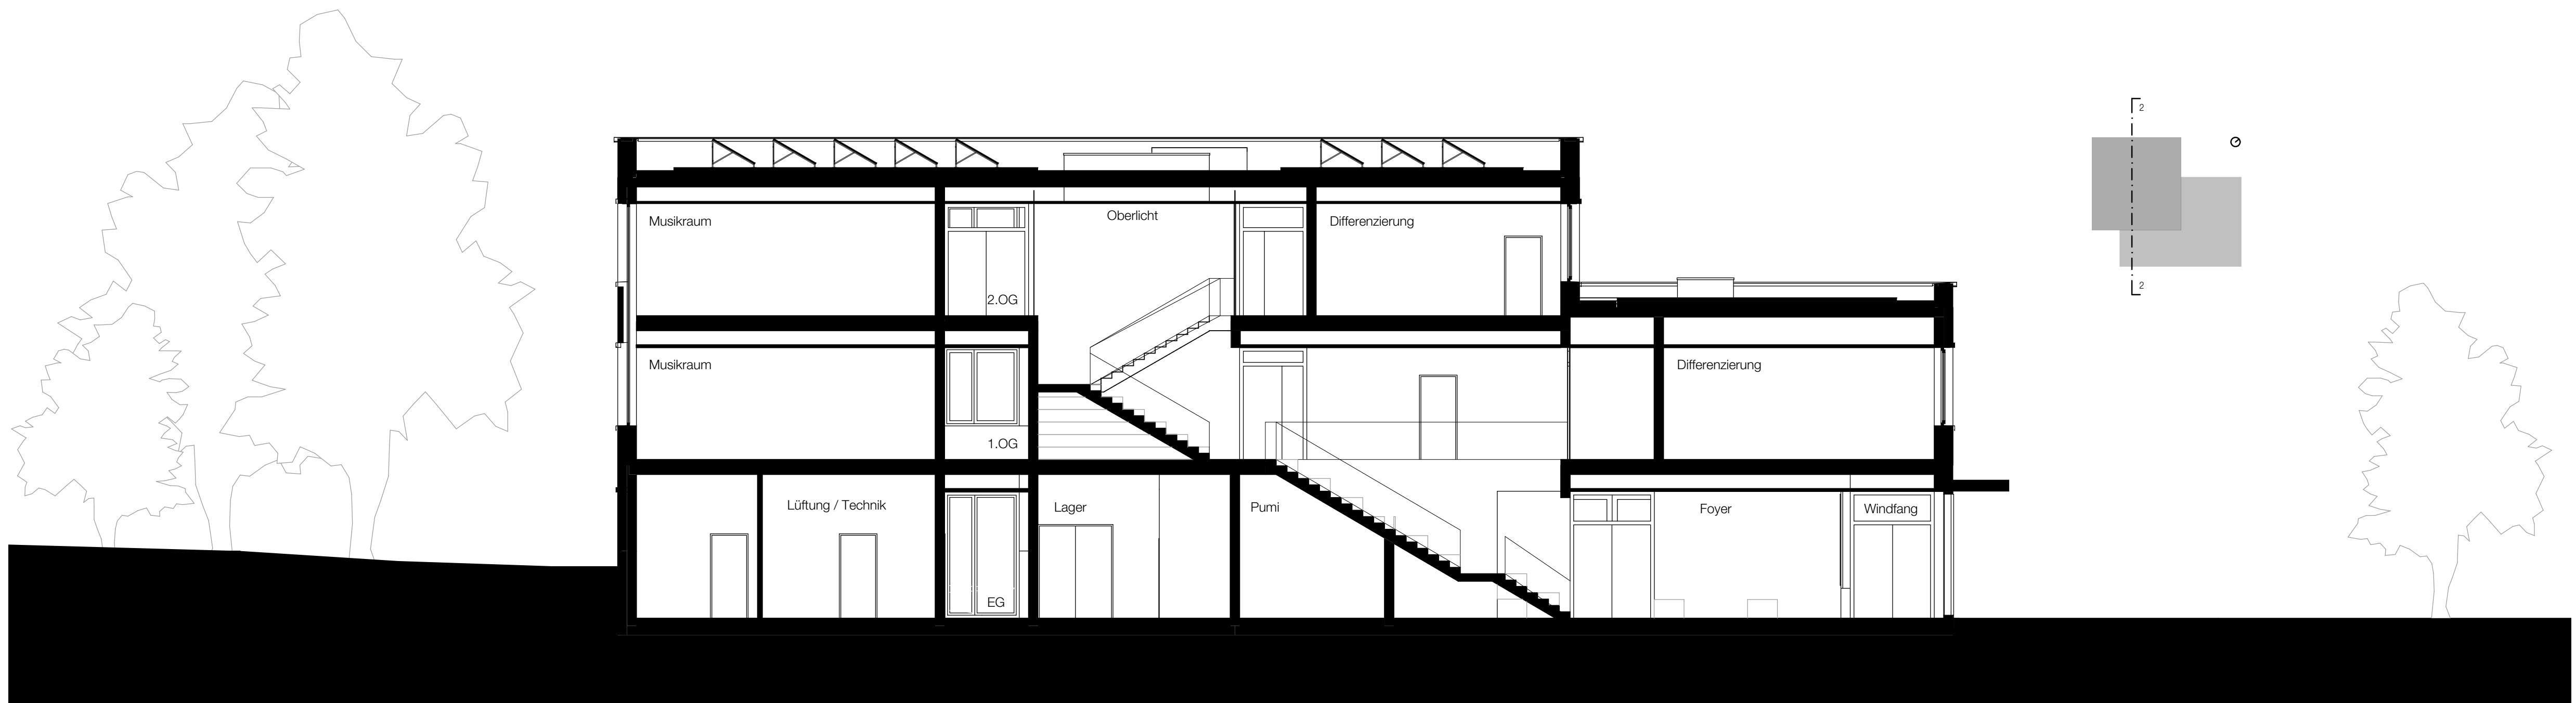 2
Musikraum
Oberlicht
Differenzierung
2.OG
2
Musikraum
Differenzierung
1.OG
Lüftung / Technik
Lager
Pumi
Foyer
Windfang
EG